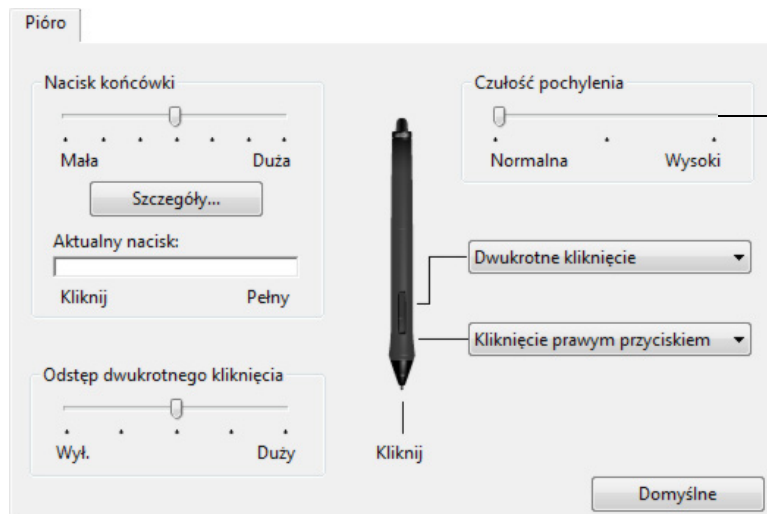 Pióro
Nacisk końcówki
Mała Duża
Szczegóły...
Aktualny nacisk:
Kliknij Pełny
Odstęp dwukrotnego kliknięcia
Wył. Duży
Kliknij
Czułość pochylenia
Normalna Wysoki
Dwukrotne kliknięcie
Kliknięcie prawym przyciskiem
Domyślne